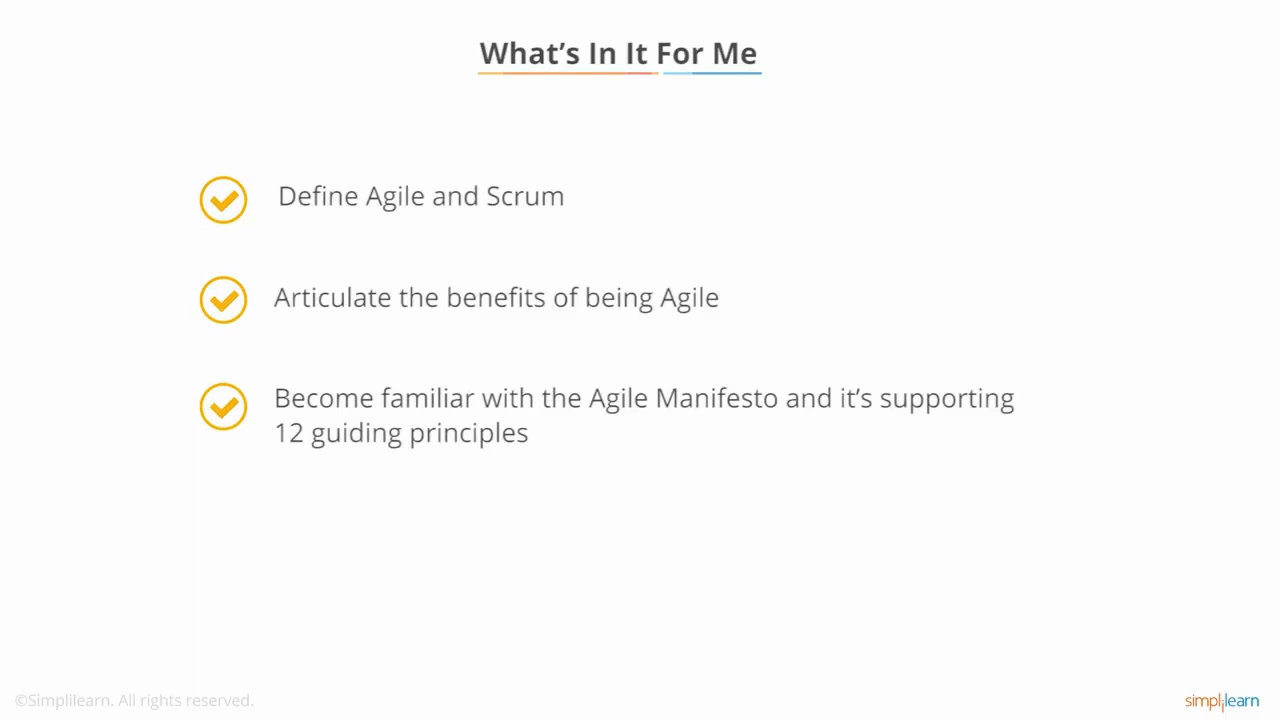 What's In It For Me
Define Agile and Scrum
Articulate the benefits of being Agile
Become familiar with the Agile Manifesto and it's supporting
12 guiding principles
©Simplilearn. All rights reserved.
simplilearn